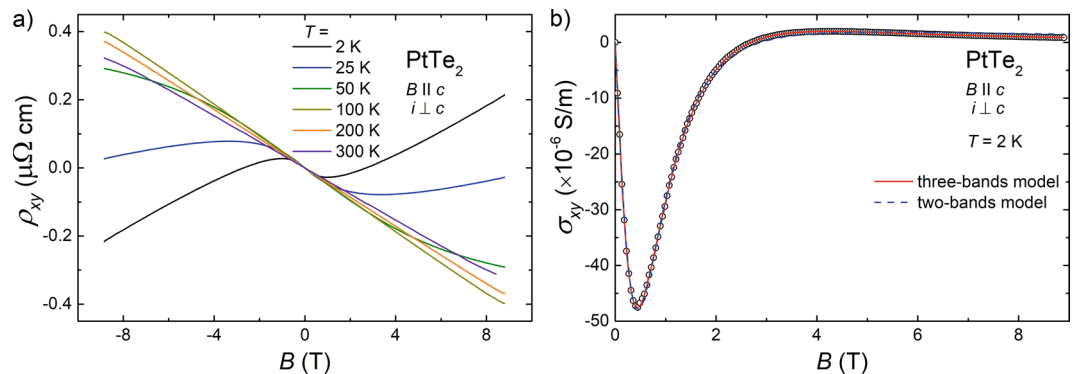 a)
ρxy (μΩ cm)
0.4
0.2
0.0
-0.2
-0.4
T =
2 K
25 K
50 K
100 K
200 K
300 K
PtTe₂
B || c
i ⊥ c
-8 -4 0 4 8
B (T)
b)
σxy (×10⁻⁶ S/m)
0
-10
-20
-30
-40
-50
PtTe₂
B || c
i ⊥ c
T = 2 K
three-bands model
two-bands model
0 2 4 6 8
B (T)